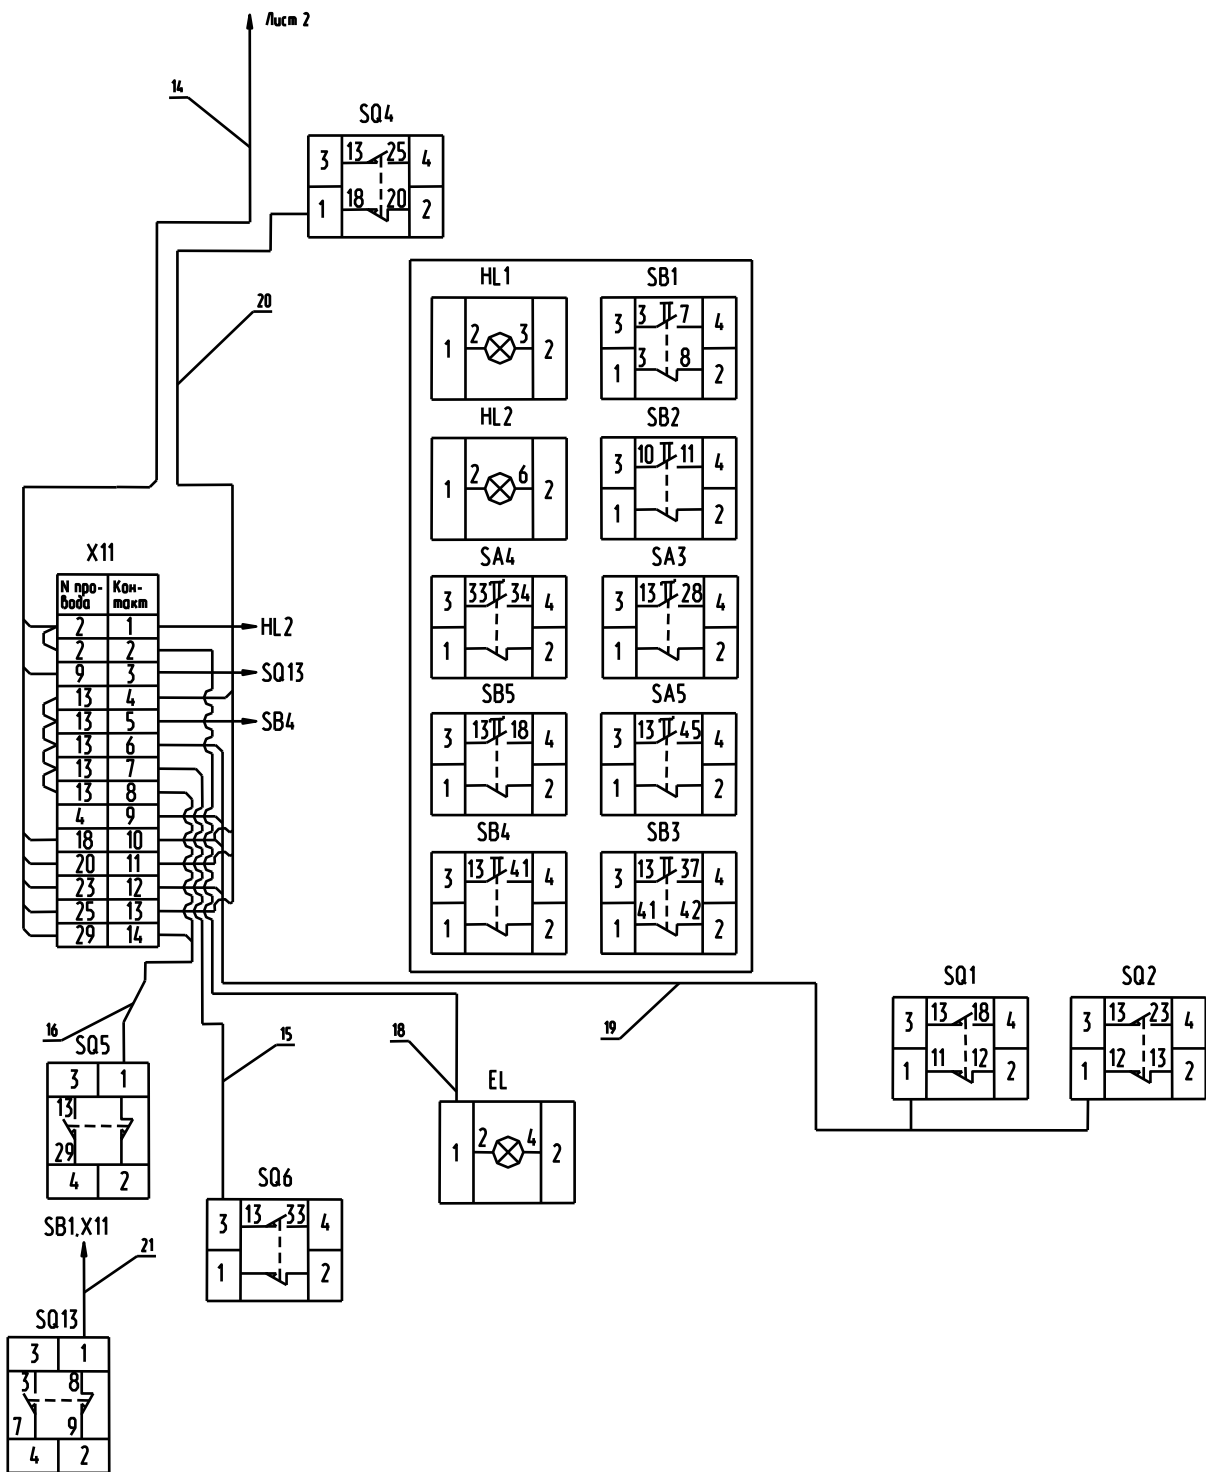 Лист 2
14
SQ4
3 13 25 4
1 18 20 2
20
HL1 SB1
1 2 3 2
3 3 7 4
1 3 8 2
HL2 SB2
1 2 6 2
3 10 11 4
1 2
SA4 SA3
3 33 34 4
1 2
3 13 28 4
1 2
SB5 SA5
3 13 18 4
1 2
3 13 45 4
1 2
SB4 SB3
3 13 41 4
1 2
3 13 37 4
1 41 42 2
X11
N про- Кон-
вода такт
2 1 HL2
2 2
9 3 SQ13
13 4
13 5 SB4
13 6
13 7
13 8
4 9
18 10
20 11
23 12
25 13
29 14
SQ1 SQ2
3 13 18 4
1 11 12 2
3 13 23 4
1 12 13 2
16
SQ5
3 1
13
29
4 2
15
18
19
EL
1 2 4 2
SQ6
3 13 33 4
1 2
SB1.X11
21
SQ13
3 1
3 8
7 9
4 2